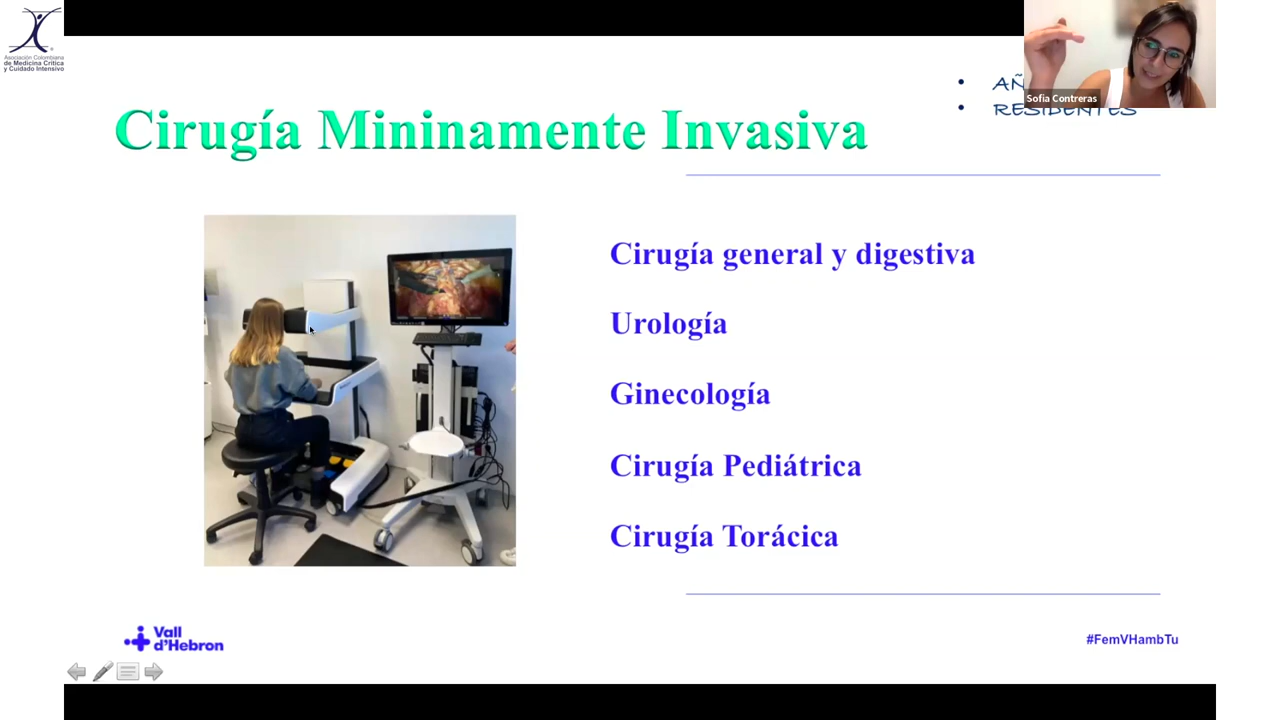 Asociación Colombiana
de Medicina Crítica
y Cuidado Intensivo
Sofia Contreras
• RESIDENTES
Cirugía Mininamente Invasiva
Cirugía general y digestiva
Urología
Ginecología
Cirugía Pediátrica
Cirugía Torácica
Vall
d'Hebron
#FemVHambTu